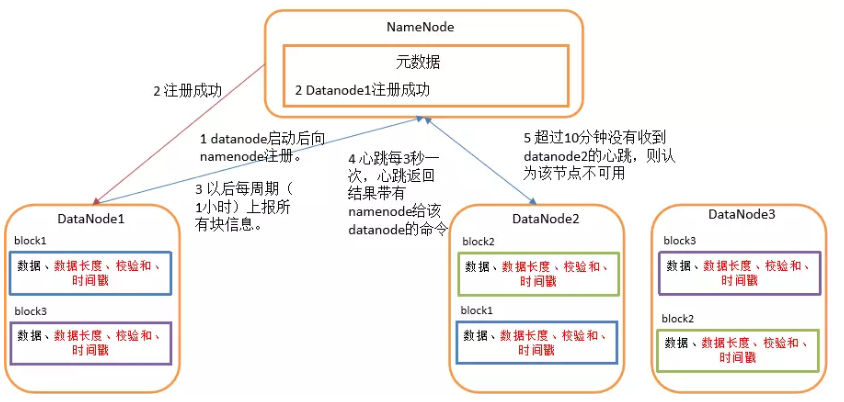 NameNode
元数据
2 Datanode1注册成功
2 注册成功
1 datanode启动后向
namenode注册。
3 以后每周期（
1小时）上报所
有块信息。
4 心跳每3秒一
次，心跳返回
结果带有
namenode给该
datanode的命令
5 超过10分钟没有收到
datanode2的心跳，则认
为该节点不可用
DataNode1
block1
数据、数据长度、校验和、
时间戳
block3
数据、数据长度、校验和、
时间戳
DataNode2
block2
数据、数据长度、校验和、
时间戳
block1
数据、数据长度、校验和、
时间戳
DataNode3
block3
数据、数据长度、校验和、
时间戳
block2
数据、数据长度、校验和、
时间戳